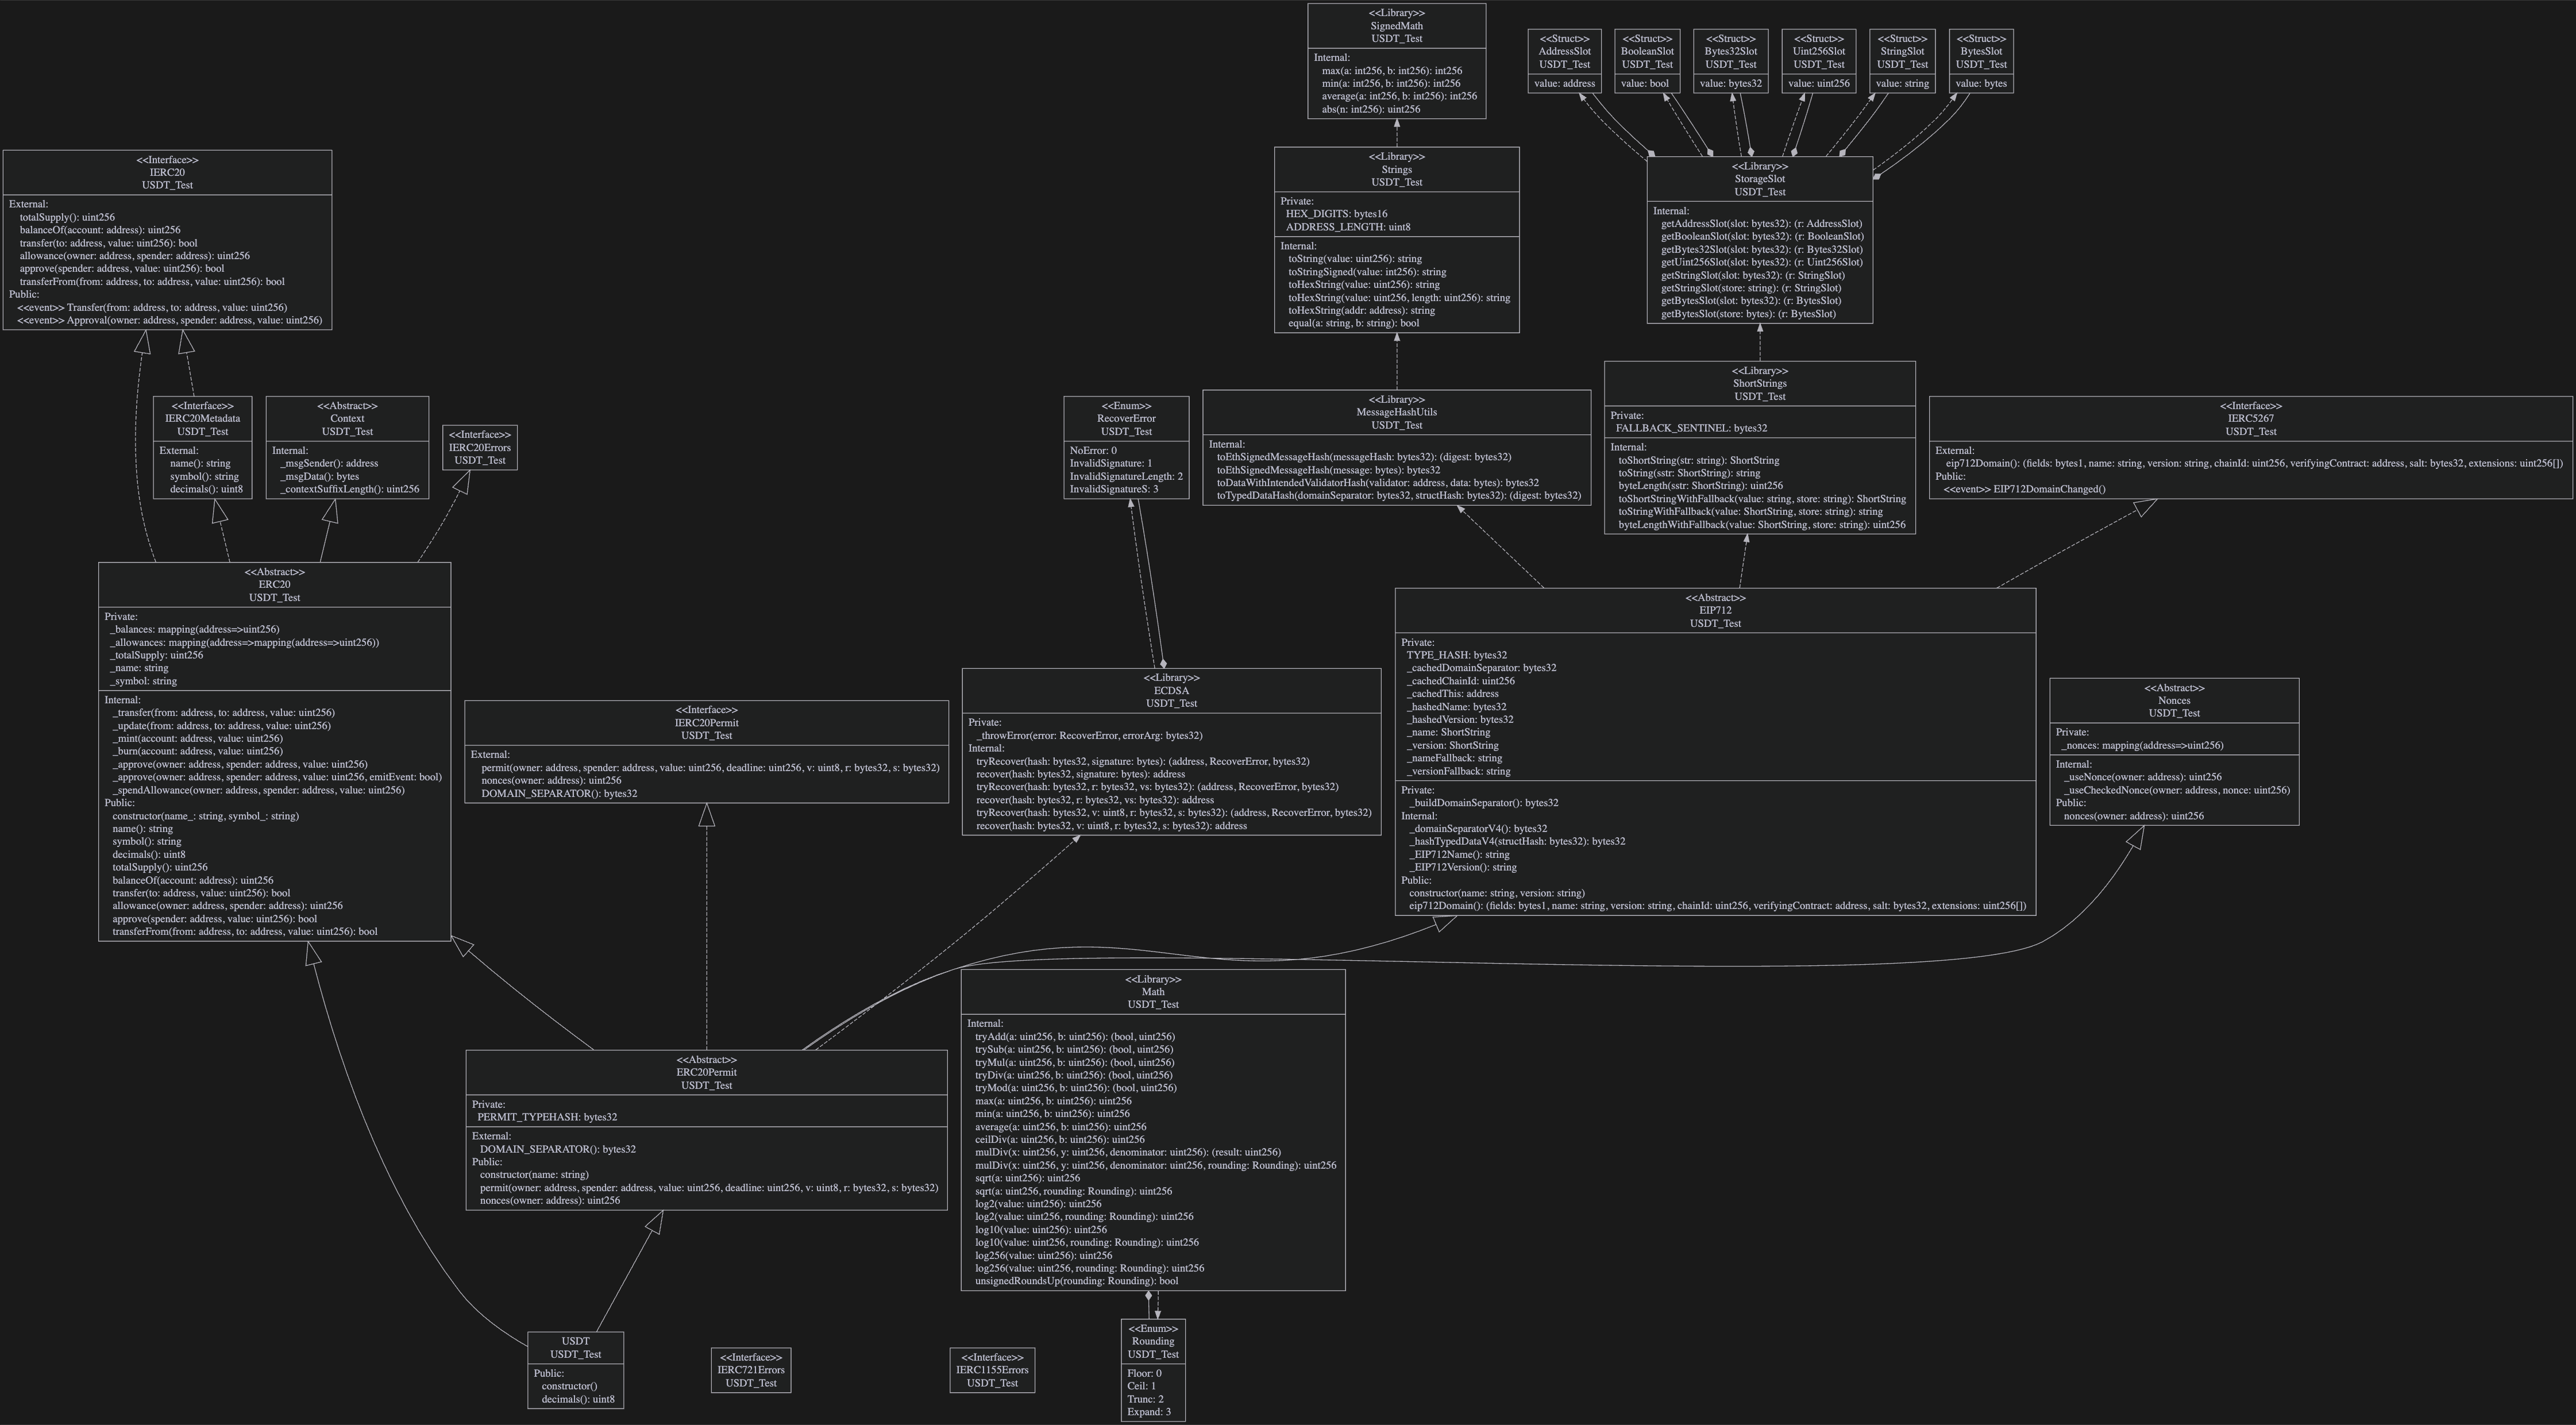 <<Library>>
SignedMath
USDT_Test
Internal:
max(a: int256, b: int256): int256
min(a: int256, b: int256): int256
average(a: int256, b: int256): int256
abs(n: int256): uint256
<<Struct>>
AddressSlot
USDT_Test
value: address
<<Struct>>
BooleanSlot
USDT_Test
value: bool
<<Struct>>
Bytes32Slot
USDT_Test
value: bytes32
<<Struct>>
Uint256Slot
USDT_Test
value: uint256
<<Struct>>
StringSlot
USDT_Test
value: string
<<Struct>>
BytesSlot
USDT_Test
value: bytes
<<Interface>>
IERC20
USDT_Test
External:
totalSupply(): uint256
balanceOf(account: address): uint256
transfer(to: address, value: uint256): bool
allowance(owner: address, spender: address): uint256
approve(spender: address, value: uint256): bool
transferFrom(from: address, to: address, value: uint256): bool
Public:
<<event>> Transfer(from: address, to: address, value: uint256)
<<event>> Approval(owner: address, spender: address, value: uint256)
<<Library>>
Strings
USDT_Test
Private:
HEX_DIGITS: bytes16
ADDRESS_LENGTH: uint8
Internal:
toString(value: uint256): string
toStringSigned(value: int256): string
toHexString(value: uint256): string
toHexString(value: uint256, length: uint256): string
toHexString(addr: address): string
equal(a: string, b: string): bool
<<Library>>
StorageSlot
USDT_Test
Internal:
getAddressSlot(slot: bytes32): (r: AddressSlot)
getBooleanSlot(slot: bytes32): (r: BooleanSlot)
getBytes32Slot(slot: bytes32): (r: Bytes32Slot)
getUint256Slot(slot: bytes32): (r: Uint256Slot)
getStringSlot(slot: bytes32): (r: StringSlot)
getStringSlot(store: string): (r: StringSlot)
getBytesSlot(slot: bytes32): (r: BytesSlot)
getBytesSlot(store: bytes): (r: BytesSlot)
<<Interface>>
IERC20Metadata
USDT_Test
External:
name(): string
symbol(): string
decimals(): uint8
<<Abstract>>
Context
USDT_Test
Internal:
_msgSender(): address
_msgData(): bytes
_contextSuffixLength(): uint256
<<Interface>>
IERC20Errors
USDT_Test
<<Enum>>
RecoverError
USDT_Test
NoError: 0
InvalidSignature: 1
InvalidSignatureLength: 2
InvalidSignatureS: 3
<<Library>>
MessageHashUtils
USDT_Test
Internal:
toEthSignedMessageHash(messageHash: bytes32): (digest: bytes32)
toEthSignedMessageHash(message: bytes): bytes32
toDataWithIntendedValidatorHash(validator: address, data: bytes): bytes32
toTypedDataHash(domainSeparator: bytes32, structHash: bytes32): (digest: bytes32)
<<Library>>
ShortStrings
USDT_Test
Private:
FALLBACK_SENTINEL: bytes32
Internal:
toShortString(str: string): ShortString
toString(sstr: ShortString): string
byteLength(sstr: ShortString): uint256
toShortStringWithFallback(value: string, store: string): ShortString
toStringWithFallback(value: ShortString, store: string): string
byteLengthWithFallback(value: ShortString, store: string): uint256
<<Interface>>
IERC5267
USDT_Test
External:
eip712Domain(): (fields: bytes1, name: string, version: string, chainId: uint256, verifyingContract: address, salt: bytes32, extensions: uint256[])
Public:
<<event>> EIP712DomainChanged()
<<Abstract>>
ERC20
USDT_Test
Private:
_balances: mapping(address=>uint256)
_allowances: mapping(address=>mapping(address=>uint256))
_totalSupply: uint256
_name: string
_symbol: string
Internal:
_transfer(from: address, to: address, value: uint256)
_update(from: address, to: address, value: uint256)
_mint(account: address, value: uint256)
_burn(account: address, value: uint256)
_approve(owner: address, spender: address, value: uint256)
_approve(owner: address, spender: address, value: uint256, emitEvent: bool)
_spendAllowance(owner: address, spender: address, value: uint256)
Public:
constructor(name_: string, symbol_: string)
name(): string
symbol(): string
decimals(): uint8
totalSupply(): uint256
balanceOf(account: address): uint256
transfer(to: address, value: uint256): bool
allowance(owner: address, spender: address): uint256
approve(spender: address, value: uint256): bool
transferFrom(from: address, to: address, value: uint256): bool
<<Interface>>
IERC20Permit
USDT_Test
External:
permit(owner: address, spender: address, value: uint256, deadline: uint256, v: uint8, r: bytes32, s: bytes32)
nonces(owner: address): uint256
DOMAIN_SEPARATOR(): bytes32
<<Library>>
ECDSA
USDT_Test
Private:
_throwError(error: RecoverError, errorArg: bytes32)
Internal:
tryRecover(hash: bytes32, signature: bytes): (address, RecoverError, bytes32)
recover(hash: bytes32, signature: bytes): address
tryRecover(hash: bytes32, r: bytes32, vs: bytes32): (address, RecoverError, bytes32)
recover(hash: bytes32, r: bytes32, vs: bytes32): address
tryRecover(hash: bytes32, v: uint8, r: bytes32, s: bytes32): (address, RecoverError, bytes32)
recover(hash: bytes32, v: uint8, r: bytes32, s: bytes32): address
<<Abstract>>
EIP712
USDT_Test
Private:
TYPE_HASH: bytes32
_cachedDomainSeparator: bytes32
_cachedChainId: uint256
_cachedThis: address
_hashedName: bytes32
_hashedVersion: bytes32
_name: ShortString
_version: ShortString
_nameFallback: string
_versionFallback: string
Private:
_buildDomainSeparator(): bytes32
Internal:
_domainSeparatorV4(): bytes32
_hashTypedDataV4(structHash: bytes32): bytes32
_EIP712Name(): string
_EIP712Version(): string
Public:
constructor(name: string, version: string)
eip712Domain(): (fields: bytes1, name: string, version: string, chainId: uint256, verifyingContract: address, salt: bytes32, extensions: uint256[])
<<Abstract>>
Nonces
USDT_Test
Private:
_nonces: mapping(address=>uint256)
Internal:
_useNonce(owner: address): uint256
_useCheckedNonce(owner: address, nonce: uint256)
Public:
nonces(owner: address): uint256
<<Abstract>>
ERC20Permit
USDT_Test
Private:
PERMIT_TYPEHASH: bytes32
External:
DOMAIN_SEPARATOR(): bytes32
Public:
constructor(name: string)
permit(owner: address, spender: address, value: uint256, deadline: uint256, v: uint8, r: bytes32, s: bytes32)
nonces(owner: address): uint256
<<Library>>
Math
USDT_Test
Internal:
tryAdd(a: uint256, b: uint256): (bool, uint256)
trySub(a: uint256, b: uint256): (bool, uint256)
tryMul(a: uint256, b: uint256): (bool, uint256)
tryDiv(a: uint256, b: uint256): (bool, uint256)
tryMod(a: uint256, b: uint256): (bool, uint256)
max(a: uint256, b: uint256): uint256
min(a: uint256, b: uint256): uint256
average(a: uint256, b: uint256): uint256
ceilDiv(a: uint256, b: uint256): uint256
mulDiv(x: uint256, y: uint256, denominator: uint256): (result: uint256)
mulDiv(x: uint256, y: uint256, denominator: uint256, rounding: Rounding): uint256
sqrt(a: uint256): uint256
sqrt(a: uint256, rounding: Rounding): uint256
log2(value: uint256): uint256
log2(value: uint256, rounding: Rounding): uint256
log10(value: uint256): uint256
log10(value: uint256, rounding: Rounding): uint256
log256(value: uint256): uint256
log256(value: uint256, rounding: Rounding): uint256
unsignedRoundsUp(rounding: Rounding): bool
USDT
USDT_Test
Public:
constructor()
decimals(): uint8
<<Interface>>
IERC721Errors
USDT_Test
<<Interface>>
IERC1155Errors
USDT_Test
<<Enum>>
Rounding
USDT_Test
Floor: 0
Ceil: 1
Trunc: 2
Expand: 3